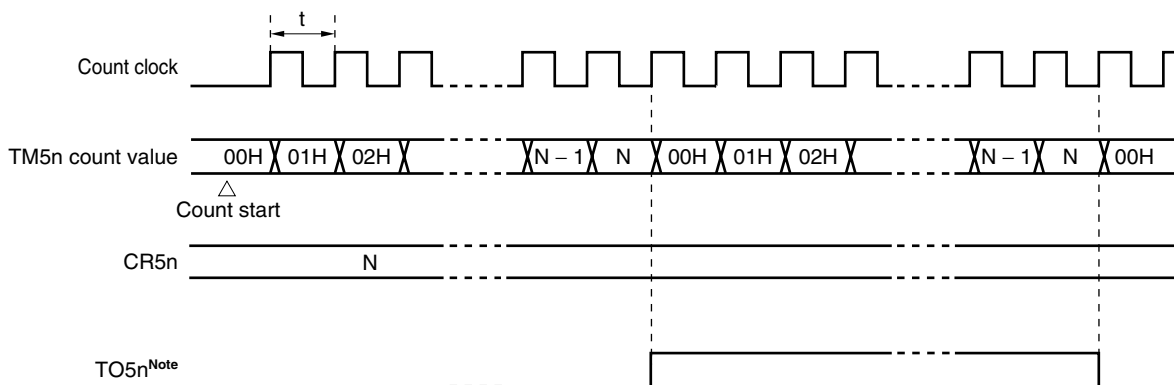 t
Count clock
TM5n count value 00H 01H 02H N − 1 N 00H 01H 02H N − 1 N 00H
Count start
CR5n N
TO5nNote